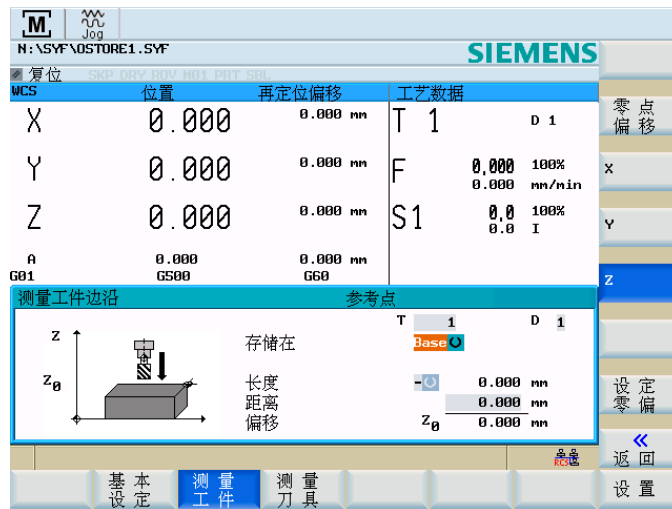 M
Jog
N:\SYF\OSTORE1.SYF
SIEMENS
复位 SKP DRY ROV M01 PRT SBL
WCS 位置 再定位偏移 工艺数据
零点偏移
X 0.000 0.000 mm T 1 D 1
X
Y 0.000 0.000 mm F 0,000 100%
0.000 mm/min
Z 0.000 0.000 mm S1 0,0 100%
0.0 I
Y
A 0.000 0.000 mm
G01 G500 G60
Z
测量工件边沿 参考点
T 1 D 1
Z
存储在 Base
Z0
长度 - 0.000 mm
距离 0.000 mm
偏移 Z0 0.000 mm
设定零偏
RCS
«
返回
基本设定 测量工件 测量刀具 设置